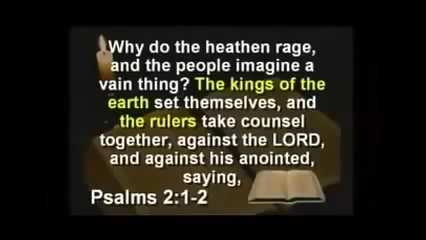 Why do the heathen rage,
and the people imagine a
vain thing? The kings of the
earth set themselves, and
the rulers take counsel
together, against the LORD,
and against his anointed,
saying,
Psalms 2:1-2